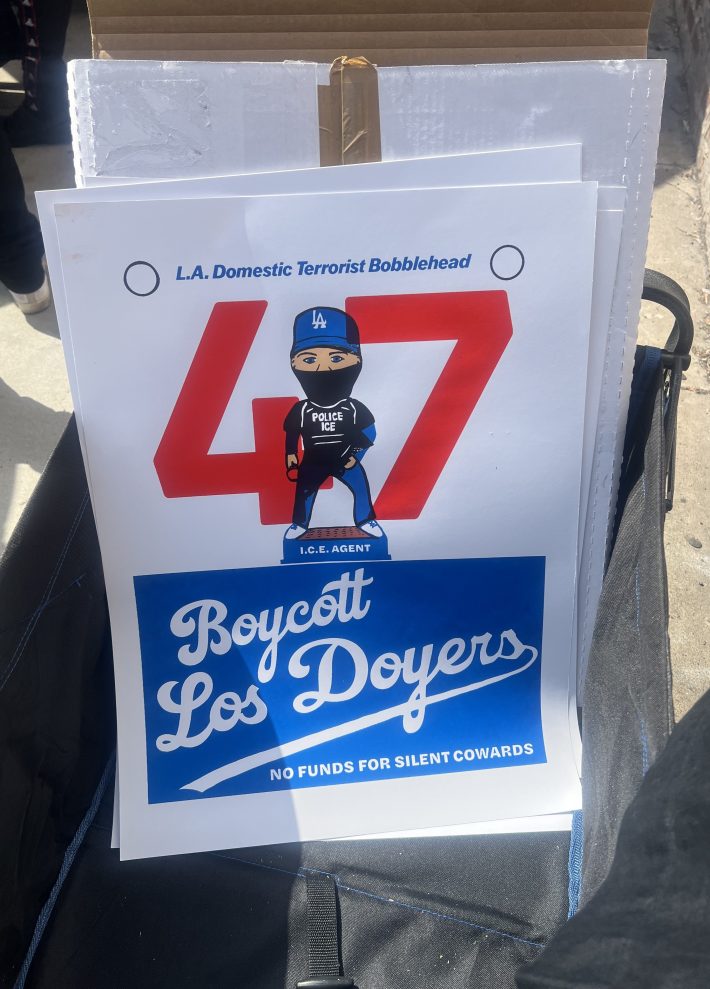 L.A. Domestic Terrorist Bobblehead
47
LA
POLICE
ICE
I.C.E. AGENT
Boycott
Los Doyers
NO FUNDS FOR SILENT COWARDS